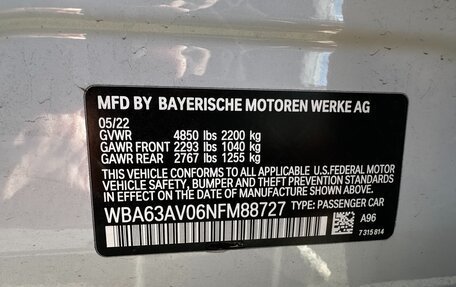 MFD BY BAYERISCHE MOTOREN WERKE AG
05/22
GVWR 4850 lbs 2200 kg
GAWR FRONT 2293 lbs 1040 kg
GAWR REAR 2767 lbs 1255 kg
THIS VEHICLE CONFORMS TO ALL APPLICABLE U.S.FEDERAL MOTOR
VEHICLE SAFETY, BUMPER, AND THEFT PREVENTION STANDARDS
IN EFFECT ON THE DATE OF MANUFACTURE SHOWN ABOVE.
WBA63AV06NFM88727 TYPE: PASSENGER CAR
A96
7 315 814